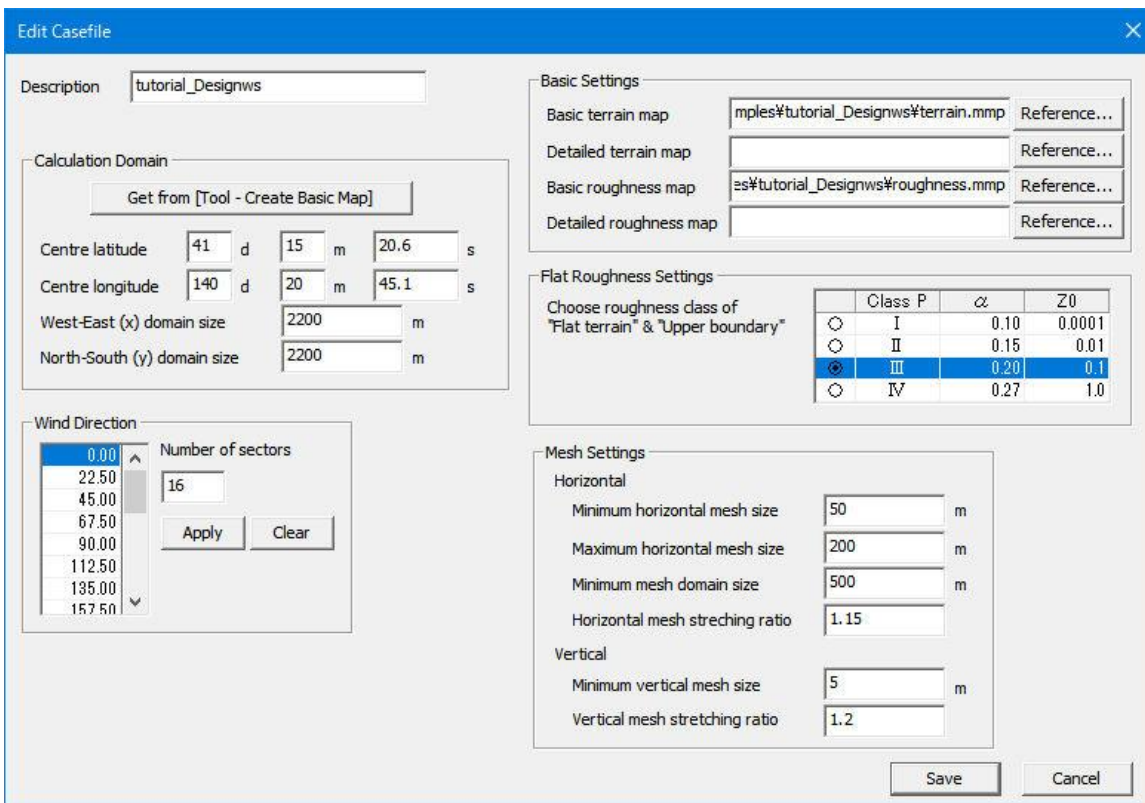 Edit Casefile
Description tutorial_Designws
Calculation Domain
Get from [Tool - Create Basic Map]
Centre latitude 41 d 15 m 20.6 s
Centre longitude 140 d 20 m 45.1 s
West-East (x) domain size 2200 m
North-South (y) domain size 2200 m
Wind Direction
0.00
22.50
45.00
67.50
90.00
112.50
135.00
157.50
Number of sectors
16
Apply Clear
Basic Settings
Basic terrain map mples¥tutorial_Designws¥terrain.mmp Reference...
Detailed terrain map Reference...
Basic roughness map es¥tutorial_Designws¥roughness.mmp Reference...
Detailed roughness map Reference...
Flat Roughness Settings
Choose roughness class of
"Flat terrain" & "Upper boundary"
Class P α Z0
Ⅰ 0.10 0.0001
Ⅱ 0.15 0.01
Ⅲ 0.20 0.1
Ⅳ 0.27 1.0
Mesh Settings
Horizontal
Minimum horizontal mesh size 50 m
Maximum horizontal mesh size 200 m
Minimum mesh domain size 500 m
Horizontal mesh streching ratio 1.15
Vertical
Minimum vertical mesh size 5 m
Vertical mesh stretching ratio 1.2
Save Cancel